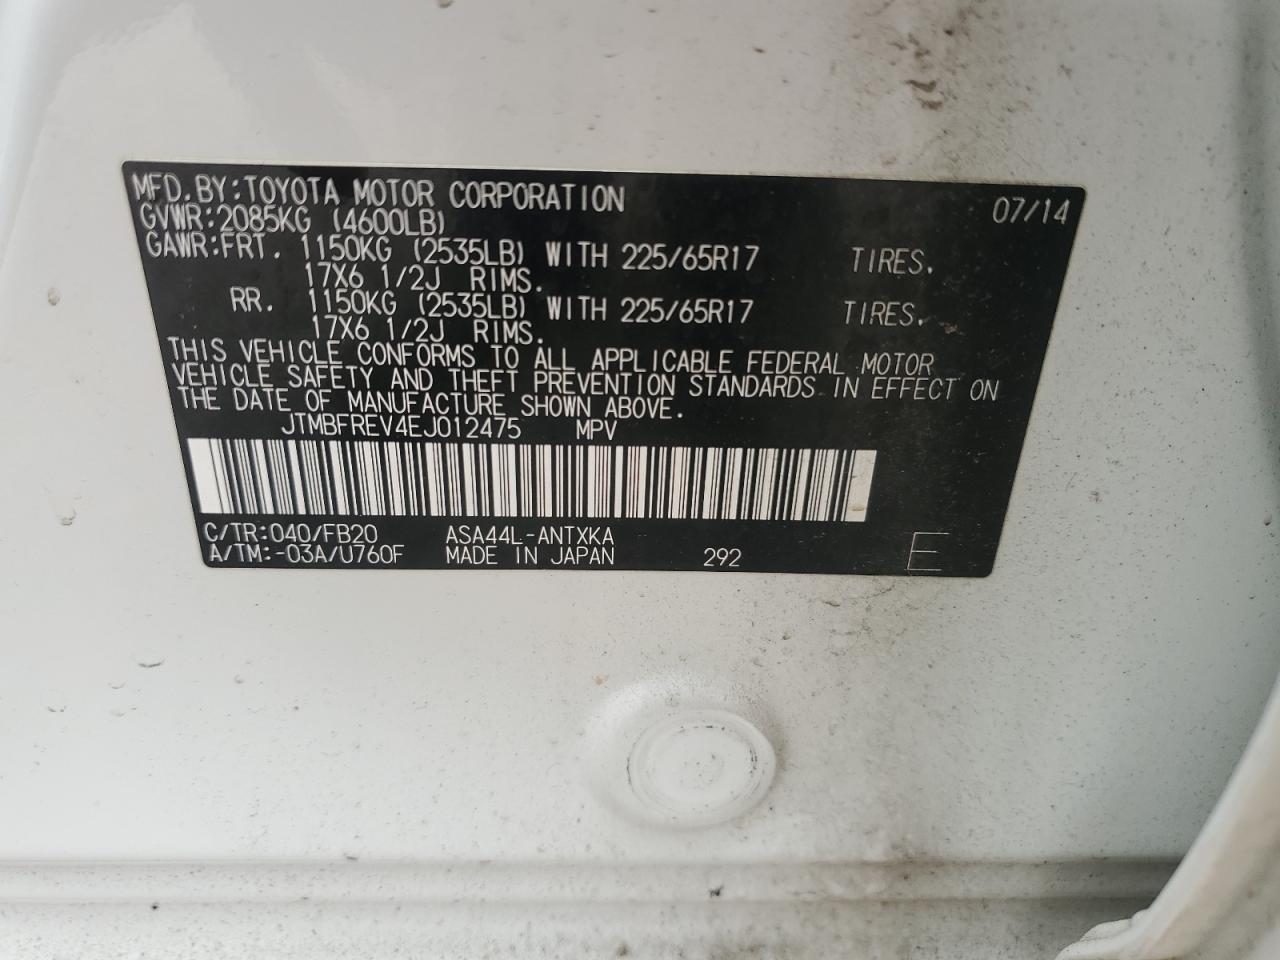 MFD.BY:TOYOTA MOTOR CORPORATION 07/14
GVWR:2085KG (4600LB)
GAWR:FRT. 1150KG (2535LB) WITH 225/65R17 TIRES.
17X6 1/2J RIMS.
RR. 1150KG (2535LB) WITH 225/65R17 TIRES.
17X6 1/2J RIMS.
THIS VEHICLE CONFORMS TO ALL APPLICABLE FEDERAL MOTOR
VEHICLE SAFETY AND THEFT PREVENTION STANDARDS IN EFFECT ON
THE DATE OF MANUFACTURE SHOWN ABOVE.
JTMBFREV4EJ012475 MPV
C/TR:040/FB20 ASA44L-ANTXKA
A/TM:-03A/U760F MADE IN JAPAN 292 E